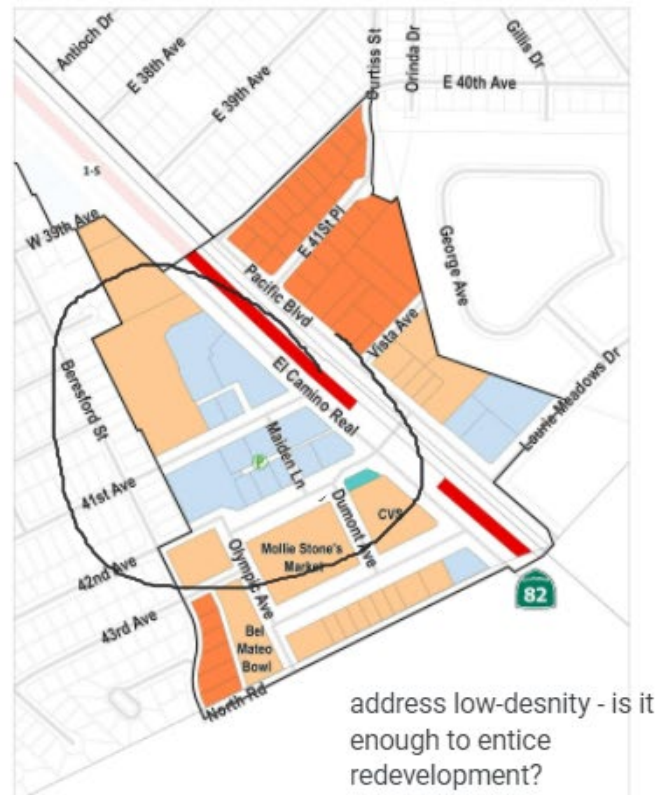 Antioch Dr
E 38th Ave
E 39th Ave
Curtiss St
Orinda Dr
Gillis Dr
E 40th Ave
1-5
W 39th Ave
E 41St Pl
George Ave
Pacific Blvd
Vista Ave
El Camino Real
Laurie Meadows Dr
Beresford St
Maiden Ln
P
41st Ave
Dumont Ave
CVS
Mollie Stone's
Market
Olympic Ave
42nd Ave
43rd Ave
82
Bel
Mateo
Bowl
North Rd
address low-desnity - is it
enough to entice
redevelopment?